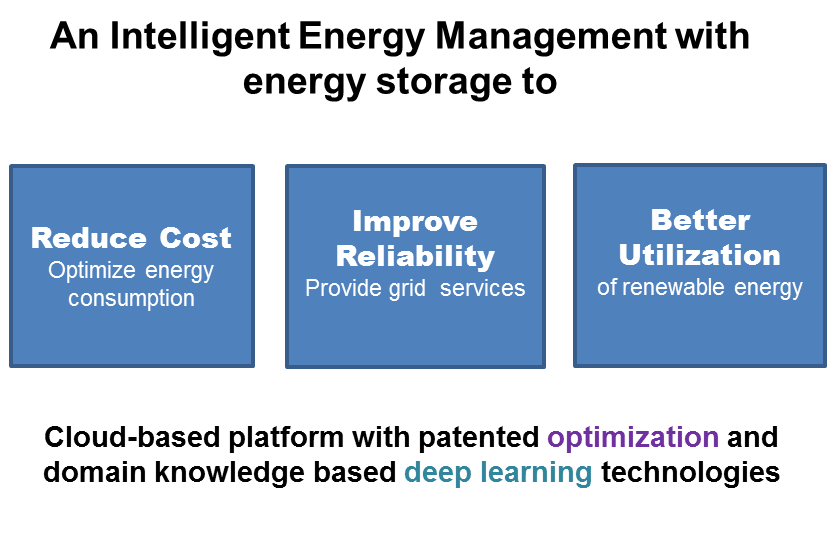 An Intelligent Energy Management with
energy storage to
Reduce Cost
Optimize energy
consumption
Improve
Reliability
Provide grid services
Better
Utilization
of renewable energy
Cloud-based platform with patented optimization and
domain knowledge based deep learning technologies